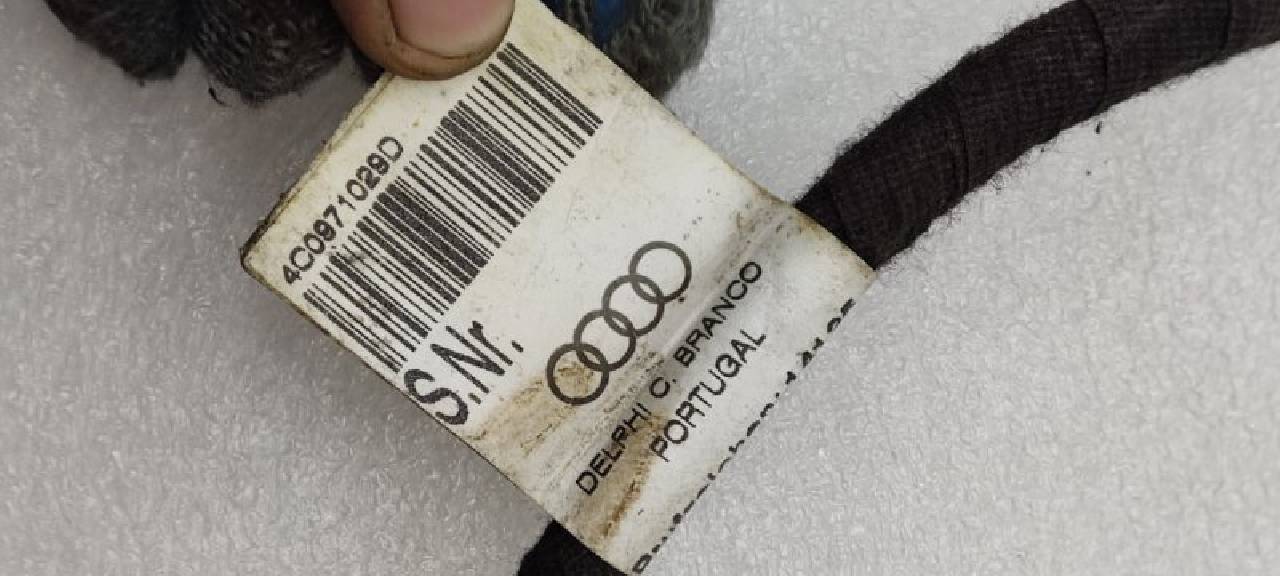 4C0971029D
S.Nr.
DELPHI C. BRANCO
PORTUGAL